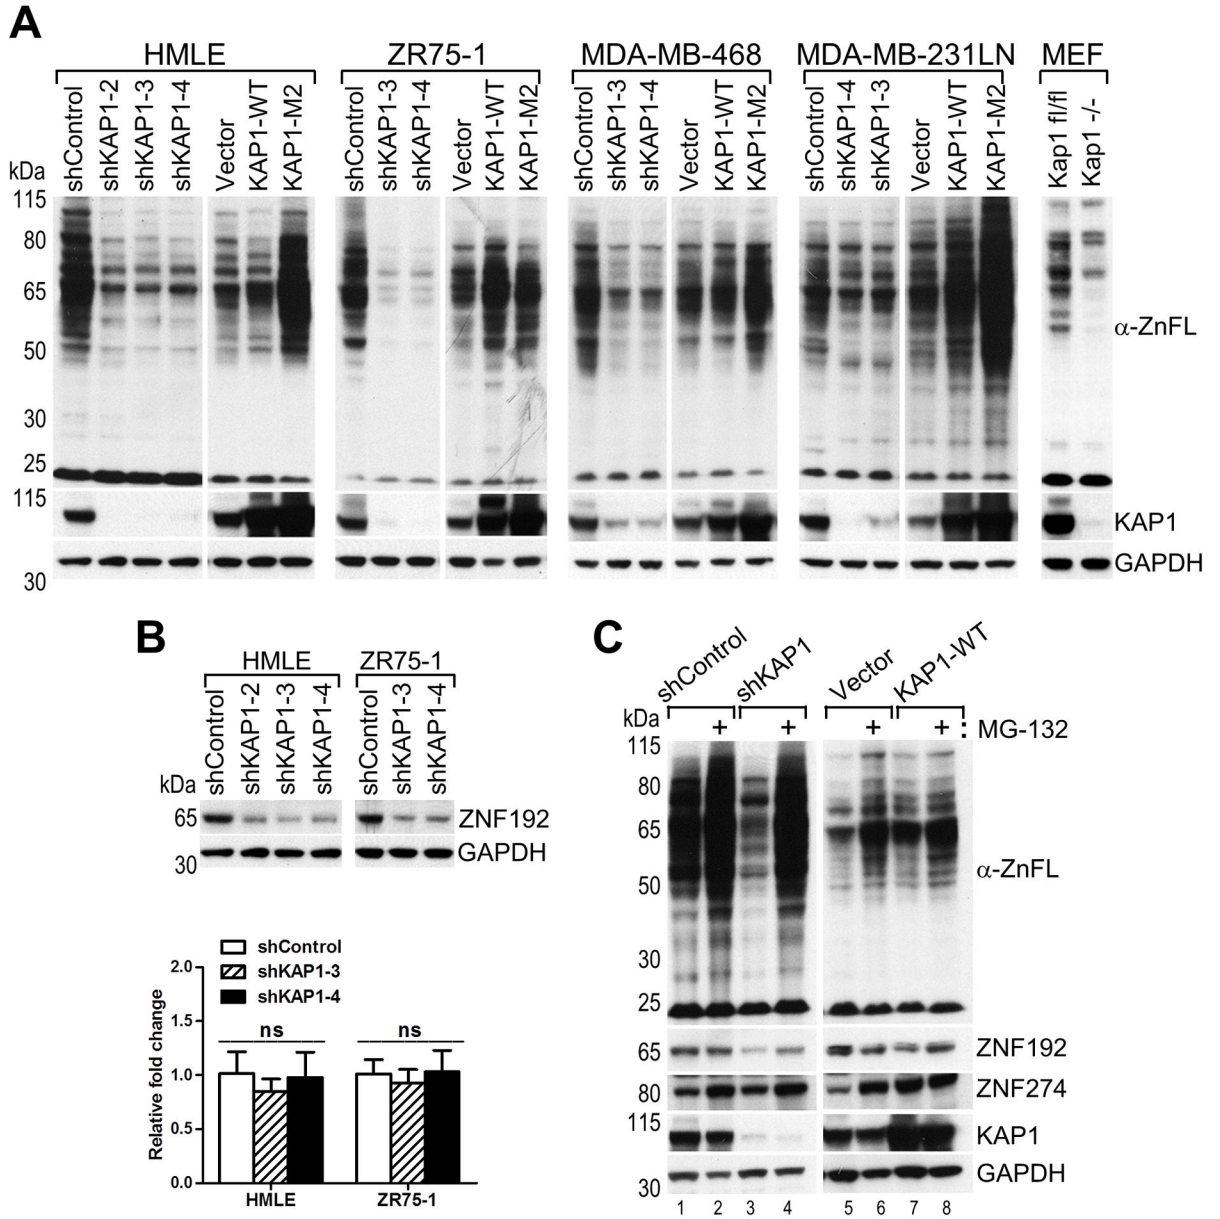 A
HMLE
ZR75-1
MDA-MB-468
MDA-MB-231LN
MEF
kDa
shControl
shKAP1-2
shKAP1-3
shKAP1-4
Vector
KAP1-WT
KAP1-M2
shControl
shKAP1-3
shKAP1-4
Vector
KAP1-WT
KAP1-M2
shControl
shKAP1-3
shKAP1-4
Vector
KAP1-WT
KAP1-M2
shControl
shKAP1-4
shKAP1-3
Vector
KAP1-WT
KAP1-M2
Kap1 fl/fl
Kap1 -/-
115
80
65
50
30
25
115
30
α-ZnFL
KAP1
GAPDH
B
HMLE
ZR75-1
kDa
shControl
shKAP1-2
shKAP1-3
shKAP1-4
shControl
shKAP1-3
shKAP1-4
65
ZNF192
30
GAPDH
shControl
shKAP1-3
shKAP1-4
Relative fold change
2.0
1.5
1.0
0.5
0.0
ns
ns
HMLE
ZR75-1
C
shControl
shKAP1
Vector
KAP1-WT
kDa
+
+
+
+
: MG-132
115
80
65
50
30
25
α-ZnFL
65
ZNF192
80
ZNF274
115
KAP1
30
GAPDH
1 2 3 4 5 6 7 8